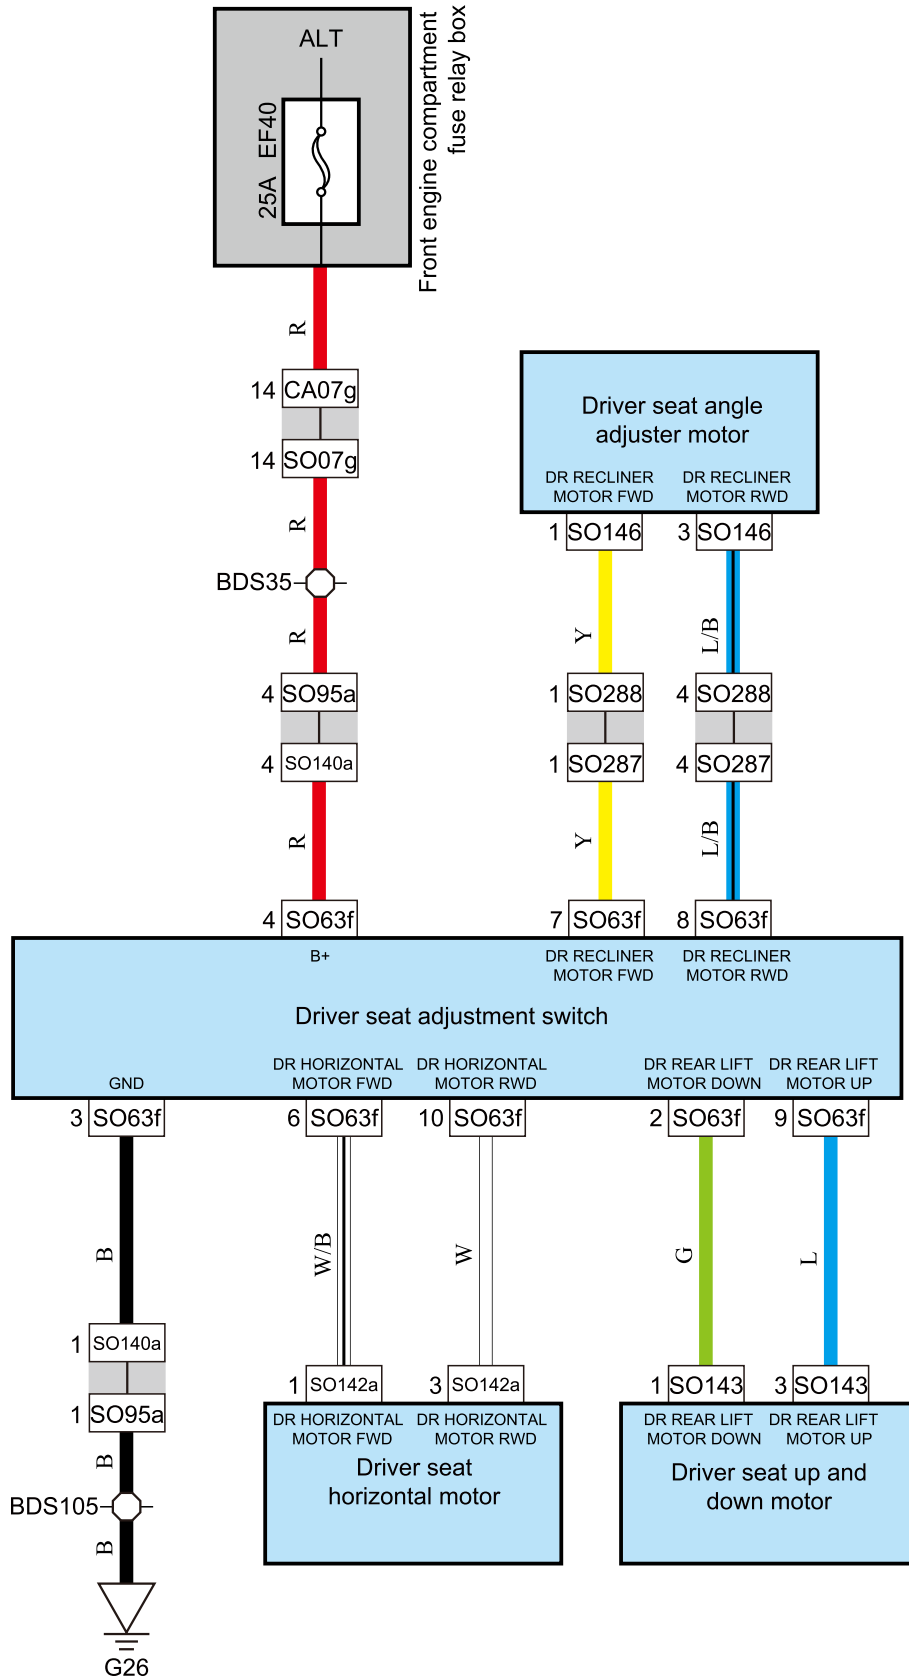 ALT
25A EF40
Front engine compartment
fuse relay box
R
14 CA07g
14 SO07g
R
BDS35
R
4 SO95a
4 SO140a
R
4 SO63f
Driver seat angle
adjuster motor
DR RECLINER
MOTOR FWD
DR RECLINER
MOTOR RWD
1 SO146
3 SO146
Y
L/B
1 SO288
4 SO288
1 SO287
4 SO287
Y
L/B
7 SO63f
8 SO63f
B+
DR RECLINER
MOTOR FWD
DR RECLINER
MOTOR RWD
Driver seat adjustment switch
GND
DR HORIZONTAL
MOTOR FWD
DR HORIZONTAL
MOTOR RWD
DR REAR LIFT
MOTOR DOWN
DR REAR LIFT
MOTOR UP
3 SO63f
6 SO63f
10 SO63f
2 SO63f
9 SO63f
B
W/B
W
G
L
1 SO140a
1 SO95a
B
BDS105
B
G26
1 SO142a
3 SO142a
DR HORIZONTAL
MOTOR FWD
DR HORIZONTAL
MOTOR RWD
Driver seat
horizontal motor
1 SO143
3 SO143
DR REAR LIFT
MOTOR DOWN
DR REAR LIFT
MOTOR UP
Driver seat up and
down motor